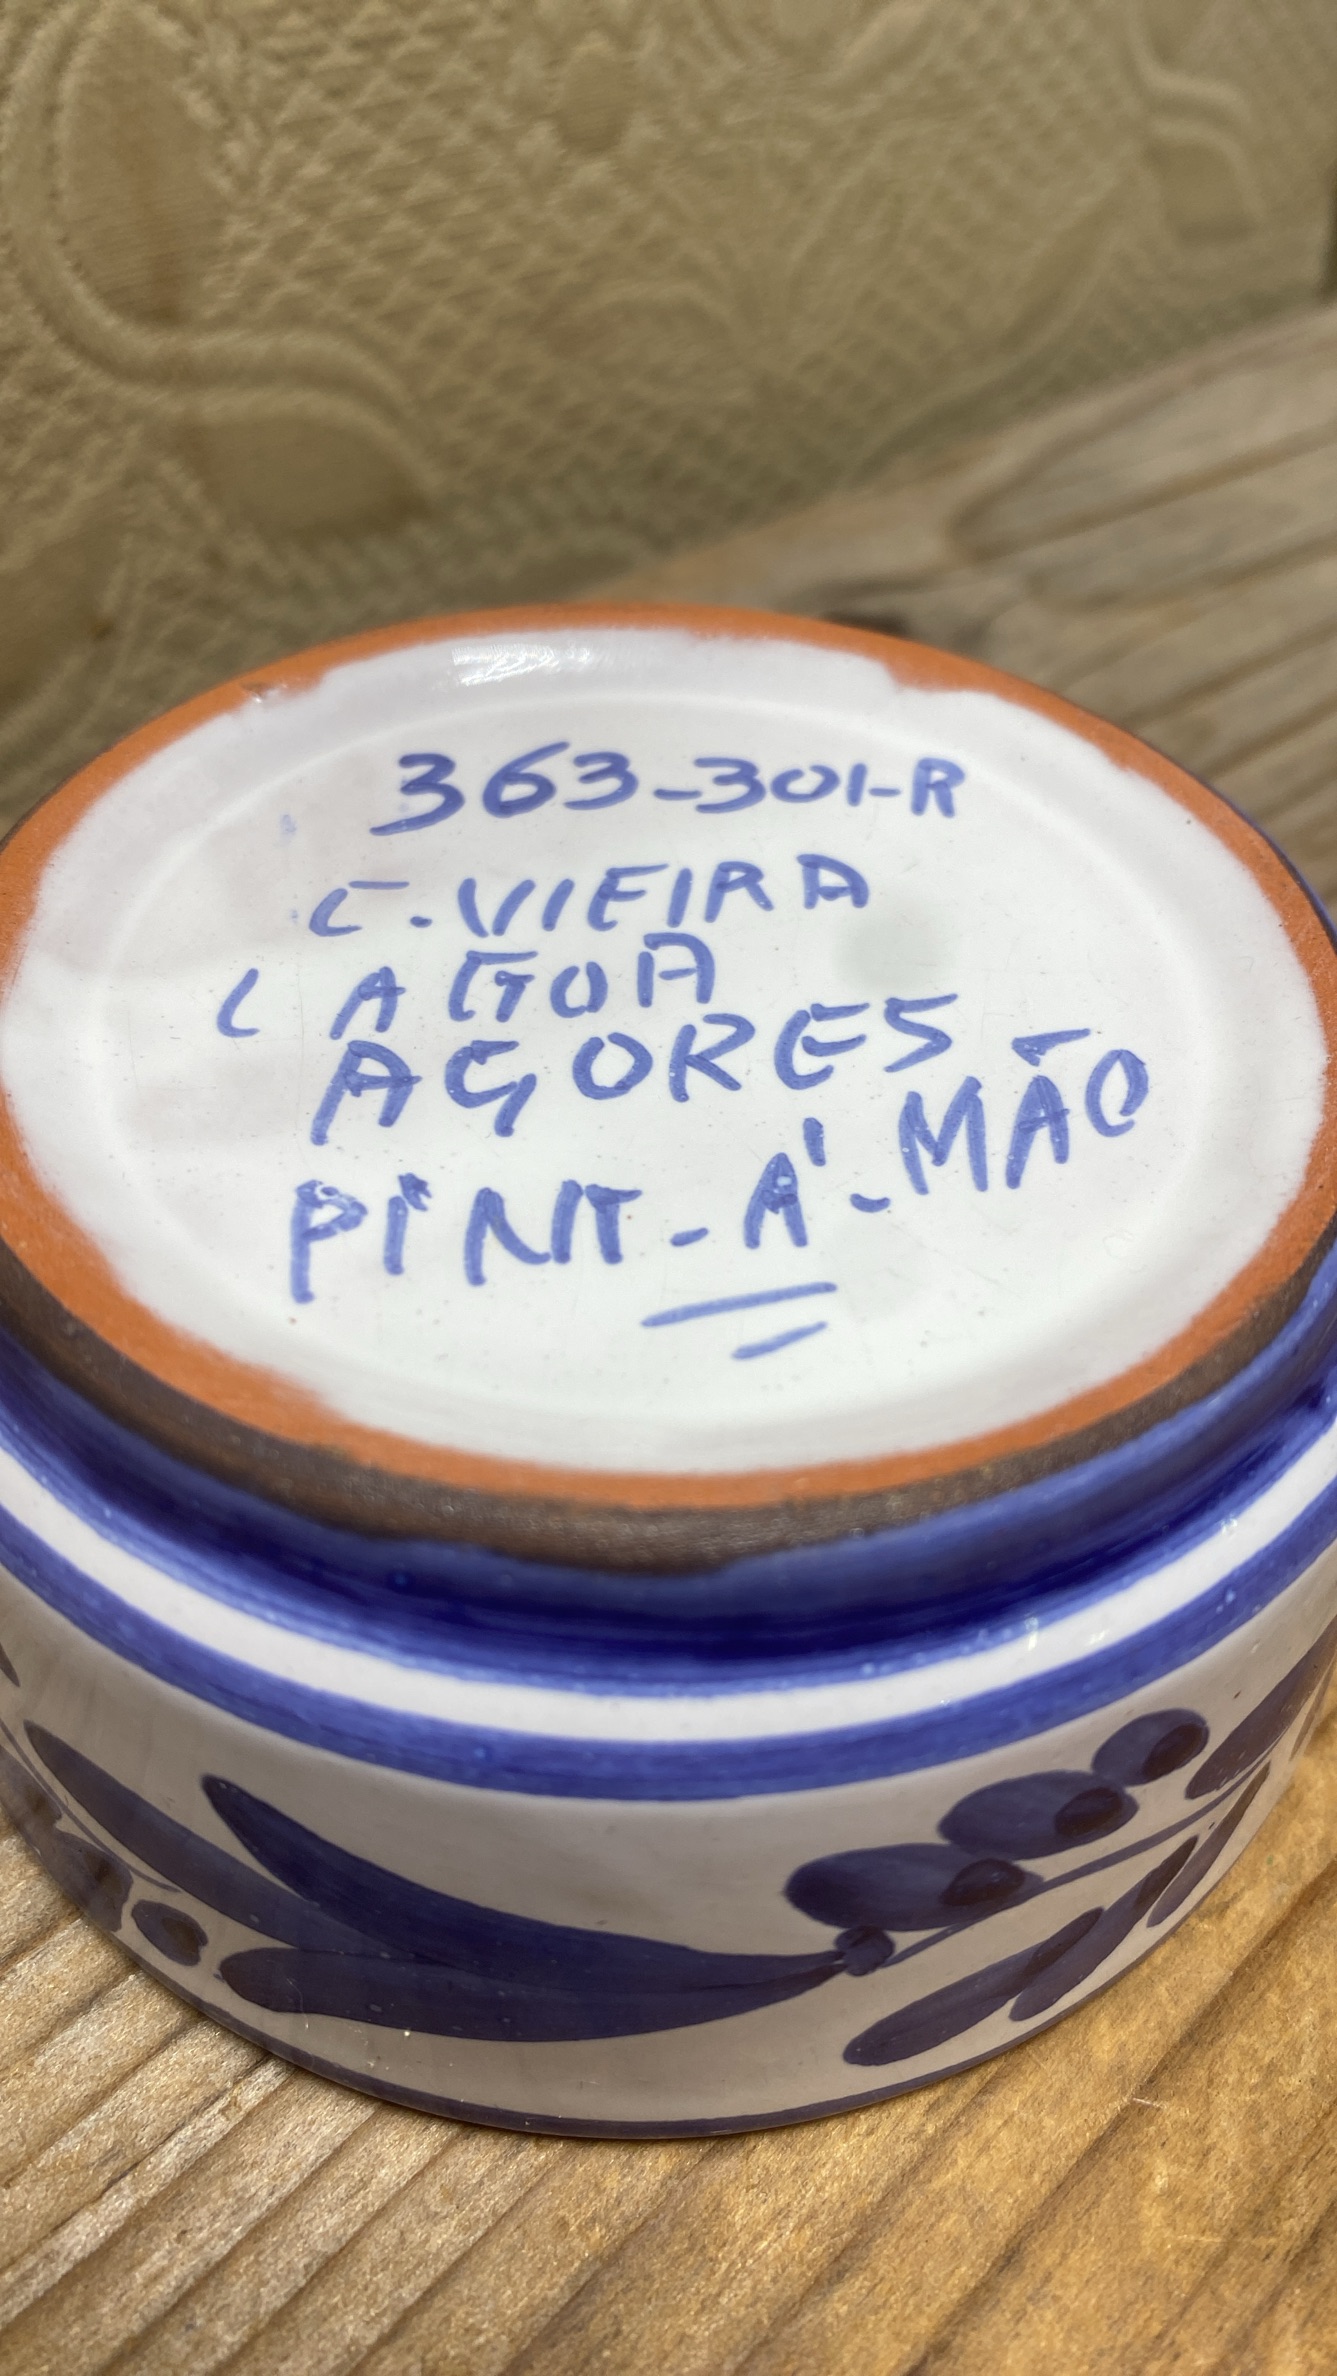 363-301-R
C.VIEIRA
LAGOA
AÇORES
PINT-Á-MÃO